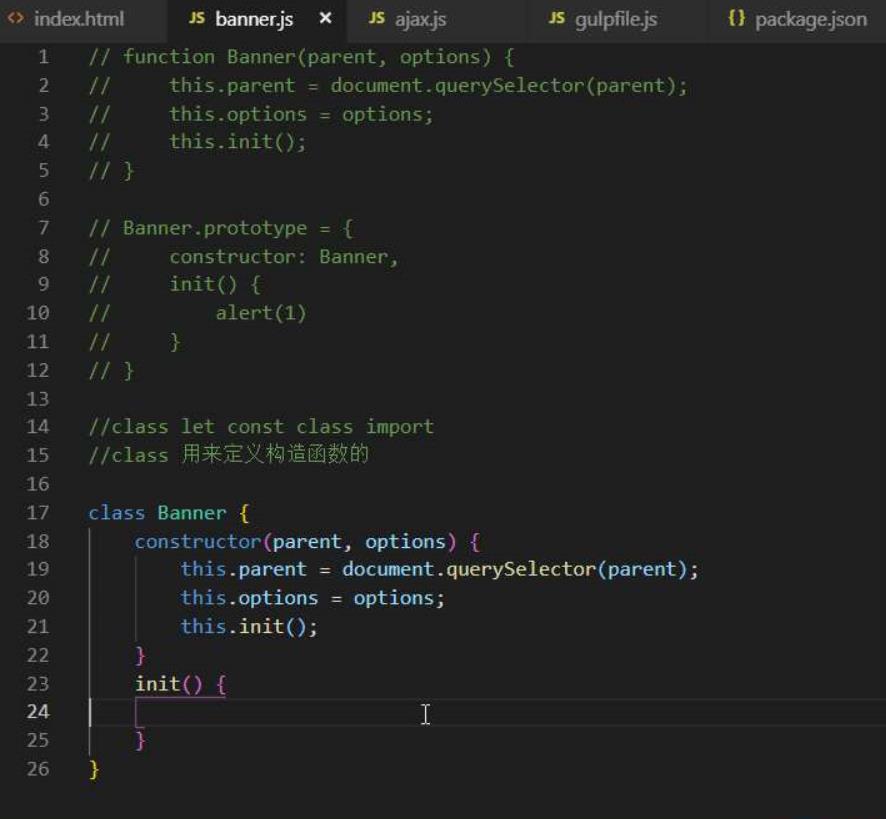 <> index.html JS banner.js × JS ajax.js JS gulpfile.js {} package.json
1 // function Banner(parent, options) {
2 //     this.parent = document.querySelector(parent);
3 //     this.options = options;
4 //     this.init();
5 // }
6
7 // Banner.prototype = {
8 //     constructor: Banner,
9 //     init() {
10 //         alert(1)
11 //     }
12 // }
13
14 //class let const class import
15 //class 用来定义构造函数的
16
17 class Banner {
18     constructor(parent, options) {
19         this.parent = document.querySelector(parent);
20         this.options = options;
21         this.init();
22     }
23     init() {
24
25     }
26 }